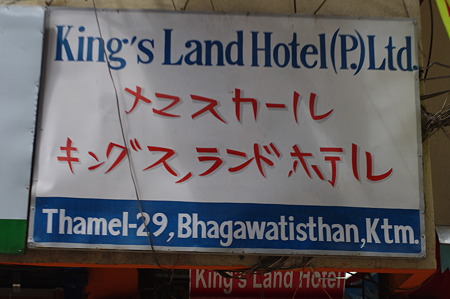 King's Land Hotel (P.) Ltd.
ナマスカール
キングス,ランド,ホテル
Thamel-29, Bhagawatisthan, Ktm.
King's Land Hotel